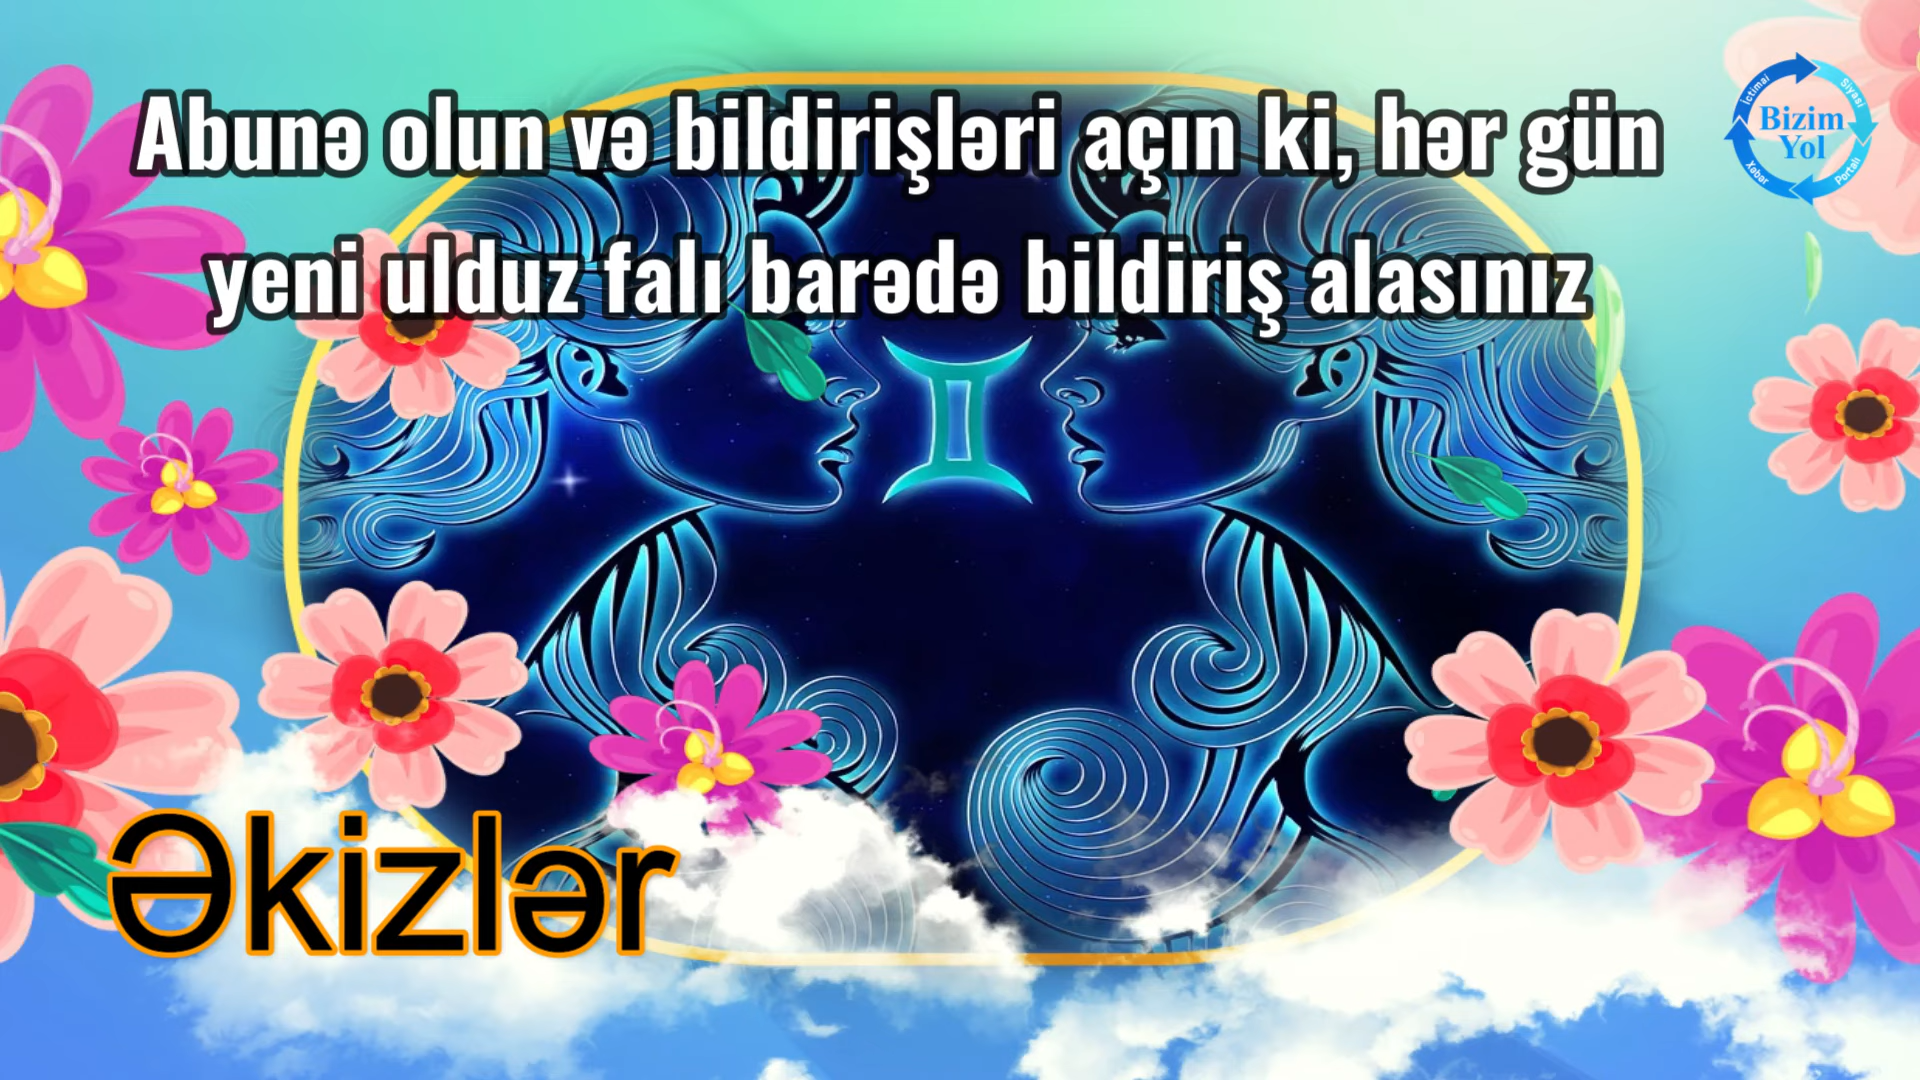 Abunə olun və bildirişləri açın ki, hər gün
yeni ulduz falı barədə bildiriş alasınız
İctimai
Siyasi
Bizim
Yol
Xəbər
Portalı
Əkizlər